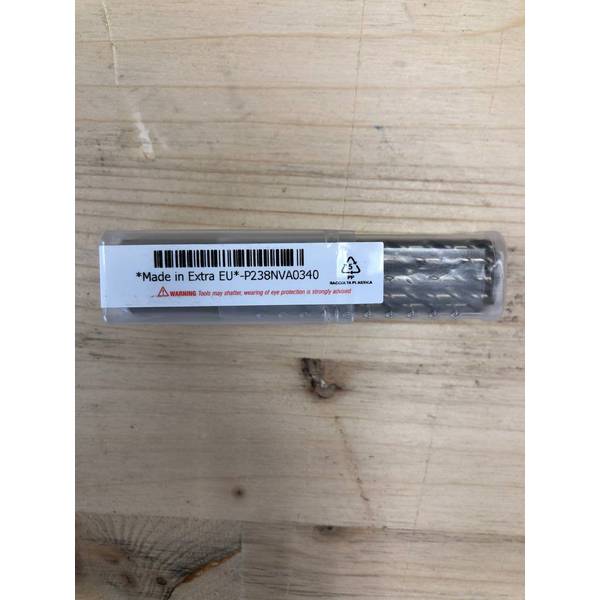 *Made in Extra EU*-P238NVA0340
5
PP
RACCOLTA PLASTICA
WARNING Tools may shatter, wearing of eye protection is strongly advised